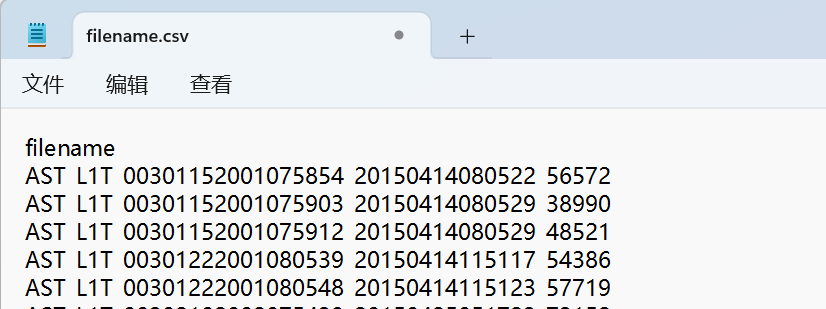 filename.csv
文件 编辑 查看
filename
AST L1T 00301152001075854 20150414080522 56572
AST L1T 00301152001075903 20150414080529 38990
AST L1T 00301152001075912 20150414080529 48521
AST L1T 00301222001080539 20150414115117 54386
AST L1T 00301222001080548 20150414115123 57719